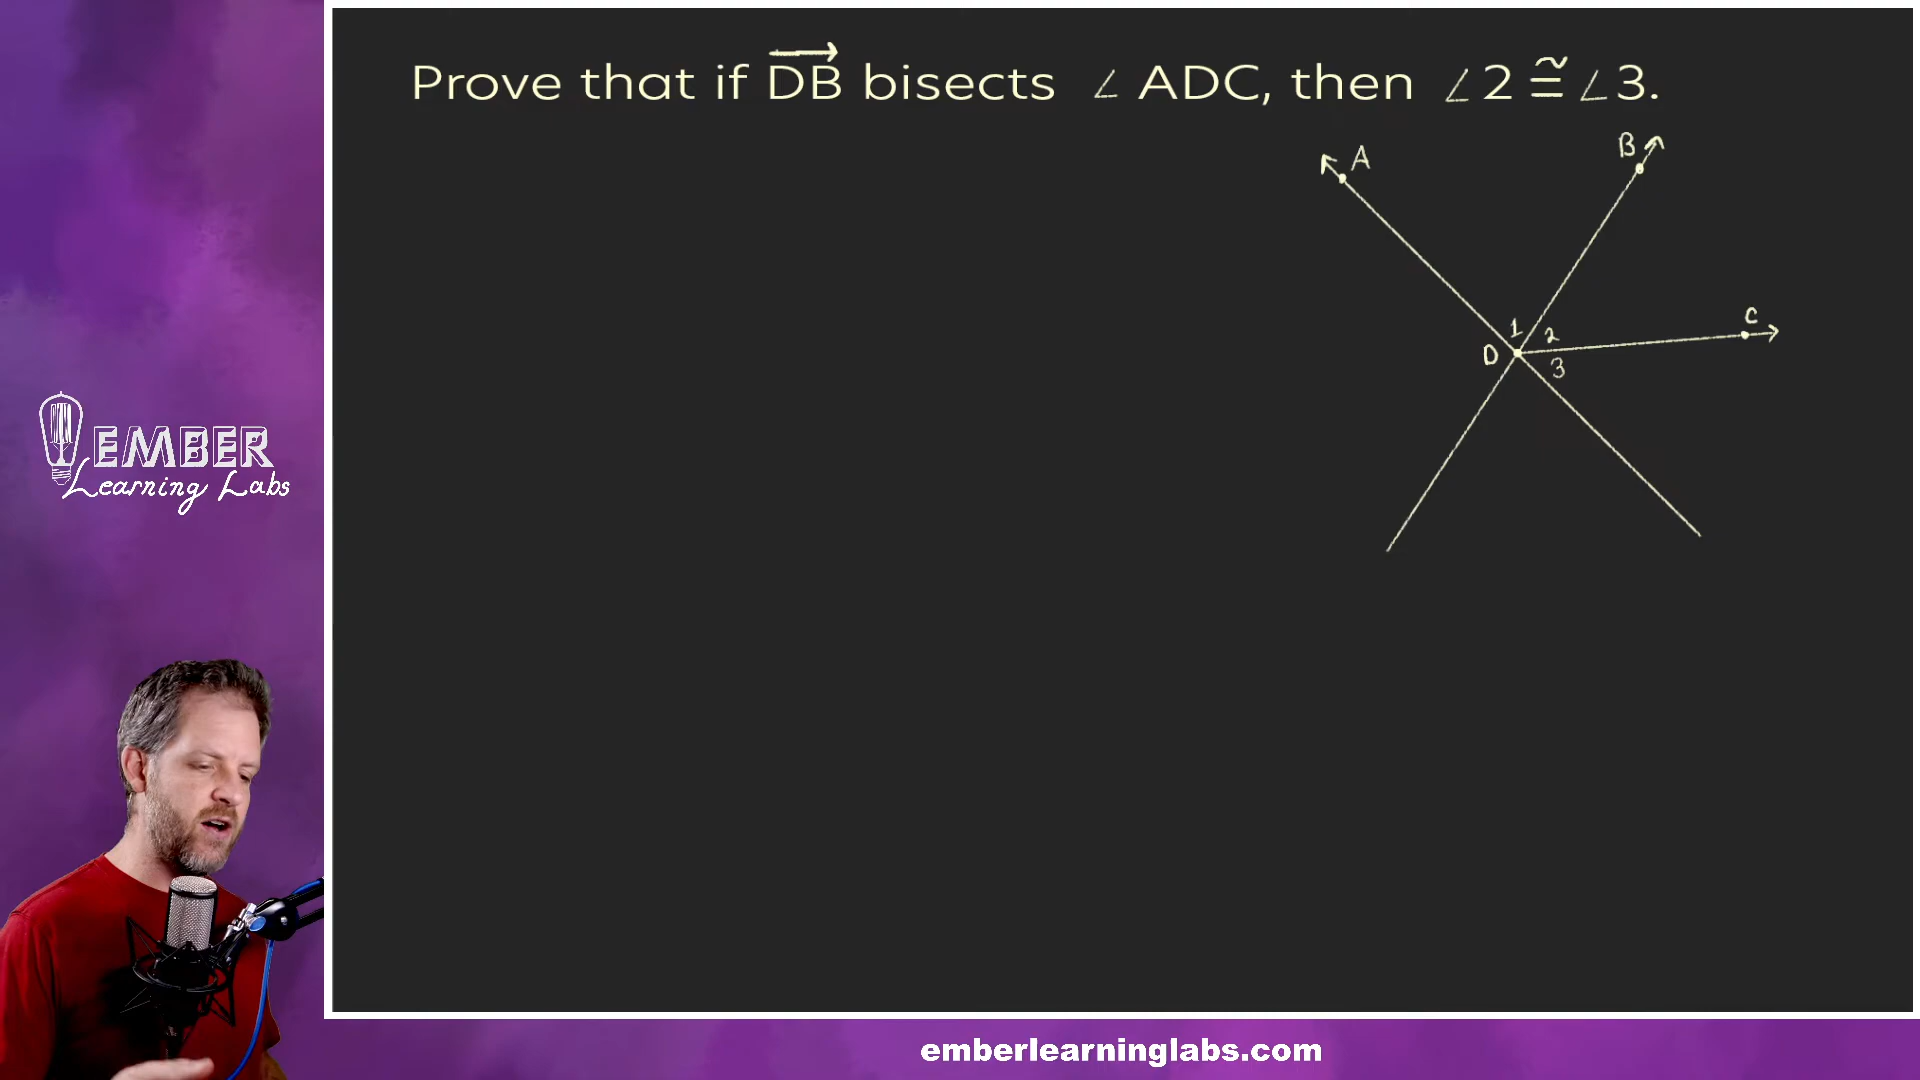 Prove that if DB bisects ∠ ADC, then ∠2 ≅ ∠3.
A
B
C
1
2
D
3
EMBER
Learning Labs
emberlearninglabs.com